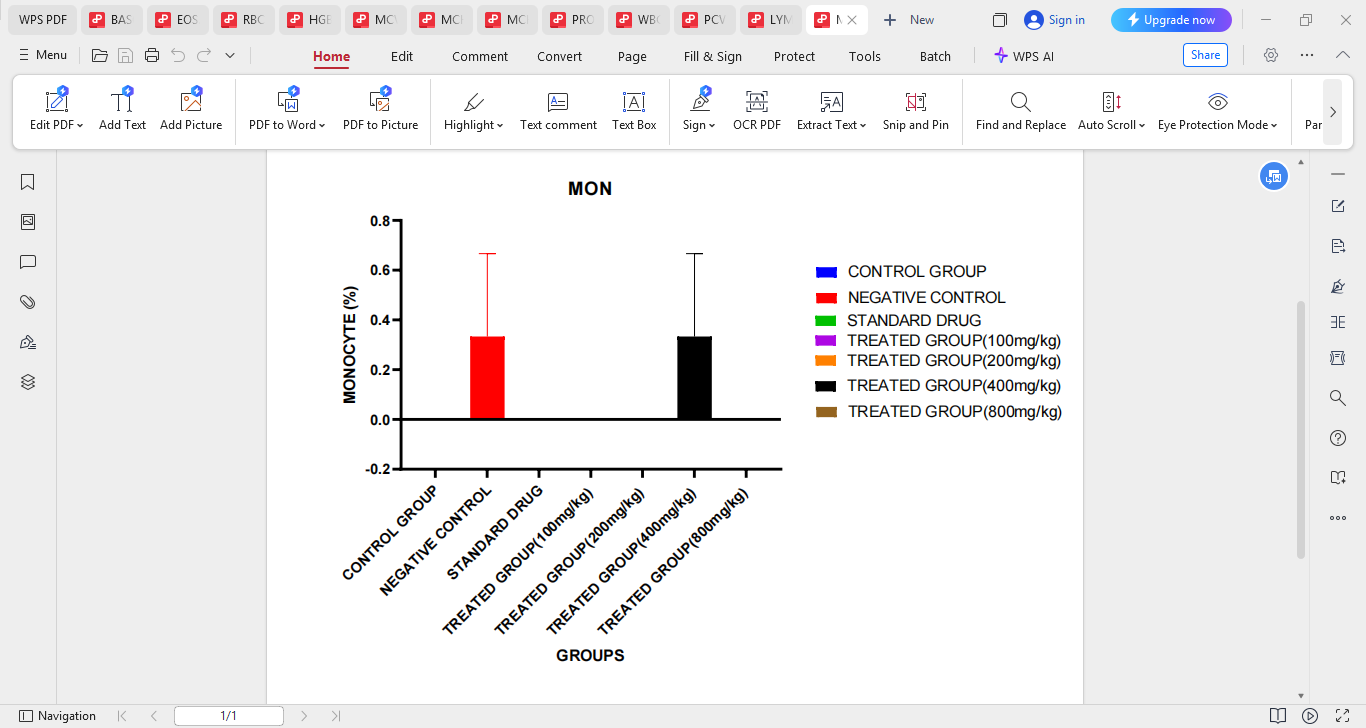 WPS PDF BAS EOS RBC HGB MCV MCH PRO WBC PCV LYM New Sign in Upgrade now
Menu Home Edit Comment Convert Page Fill & Sign Protect Tools Batch WPS AI Share
Edit PDF Add Text Add Picture PDF to Word PDF to Picture Highlight Text comment Text Box Sign OCR PDF Extract Text Snip and Pin Find and Replace Auto Scroll Eye Protection Mode Par
MON
0.8
0.6
0.4
0.2
0.0
-0.2
MONOCYTE (%)
CONTROL GROUP
NEGATIVE CONTROL
STANDARD DRUG
TREATED GROUP(100mg/kg)
TREATED GROUP(200mg/kg)
TREATED GROUP(400mg/kg)
TREATED GROUP(800mg/kg)
GROUPS
CONTROL GROUP
NEGATIVE CONTROL
STANDARD DRUG
TREATED GROUP(100mg/kg)
TREATED GROUP(200mg/kg)
TREATED GROUP(400mg/kg)
TREATED GROUP(800mg/kg)
Navigation 1/1